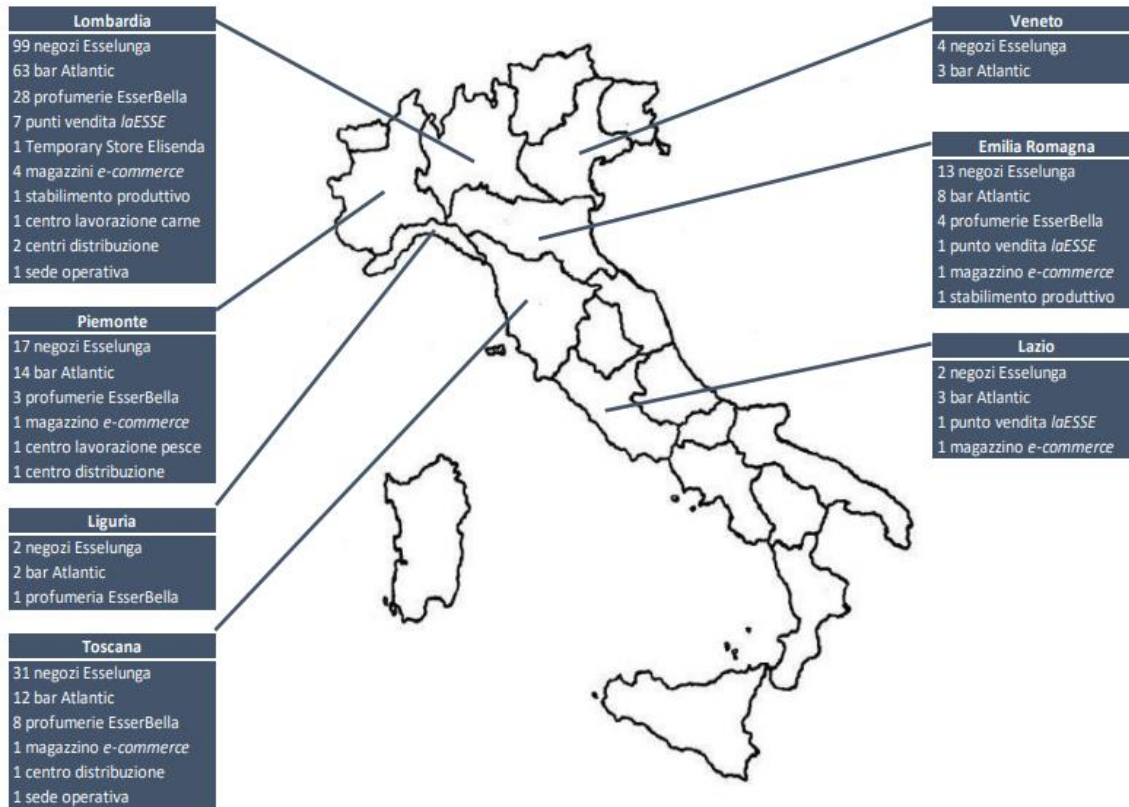 Lombardia
99 negozi Esselunga
63 bar Atlantic
28 profumerie EsserBella
7 punti vendita laESSE
1 Temporary Store Elisenda
4 magazzini e-commerce
1 stabilimento produttivo
1 centro lavorazione carne
2 centri distribuzione
1 sede operativa
Piemonte
17 negozi Esselunga
14 bar Atlantic
3 profumerie EsserBella
1 magazzino e-commerce
1 centro lavorazione pesce
1 centro distribuzione
Liguria
2 negozi Esselunga
2 bar Atlantic
1 profumeria EsserBella
Toscana
31 negozi Esselunga
12 bar Atlantic
8 profumerie EsserBella
1 magazzino e-commerce
1 centro distribuzione
1 sede operativa
Veneto
4 negozi Esselunga
3 bar Atlantic
Emilia Romagna
13 negozi Esselunga
8 bar Atlantic
4 profumerie EsserBella
1 punto vendita laESSE
1 magazzino e-commerce
1 stabilimento produttivo
Lazio
2 negozi Esselunga
3 bar Atlantic
1 punto vendita laESSE
1 magazzino e-commerce